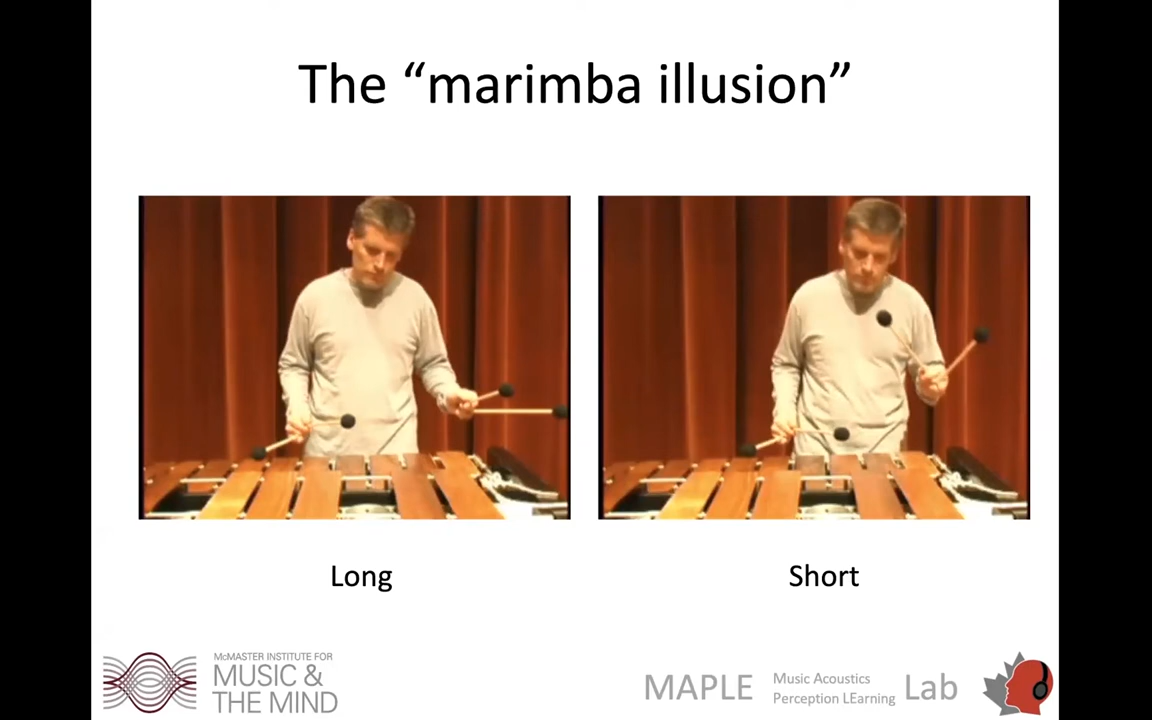 The “marimba illusion”
Long
Short
McMASTER INSTITUTE FOR
MUSIC &
THE MIND
MAPLE Music Acoustics Perception LEarning Lab